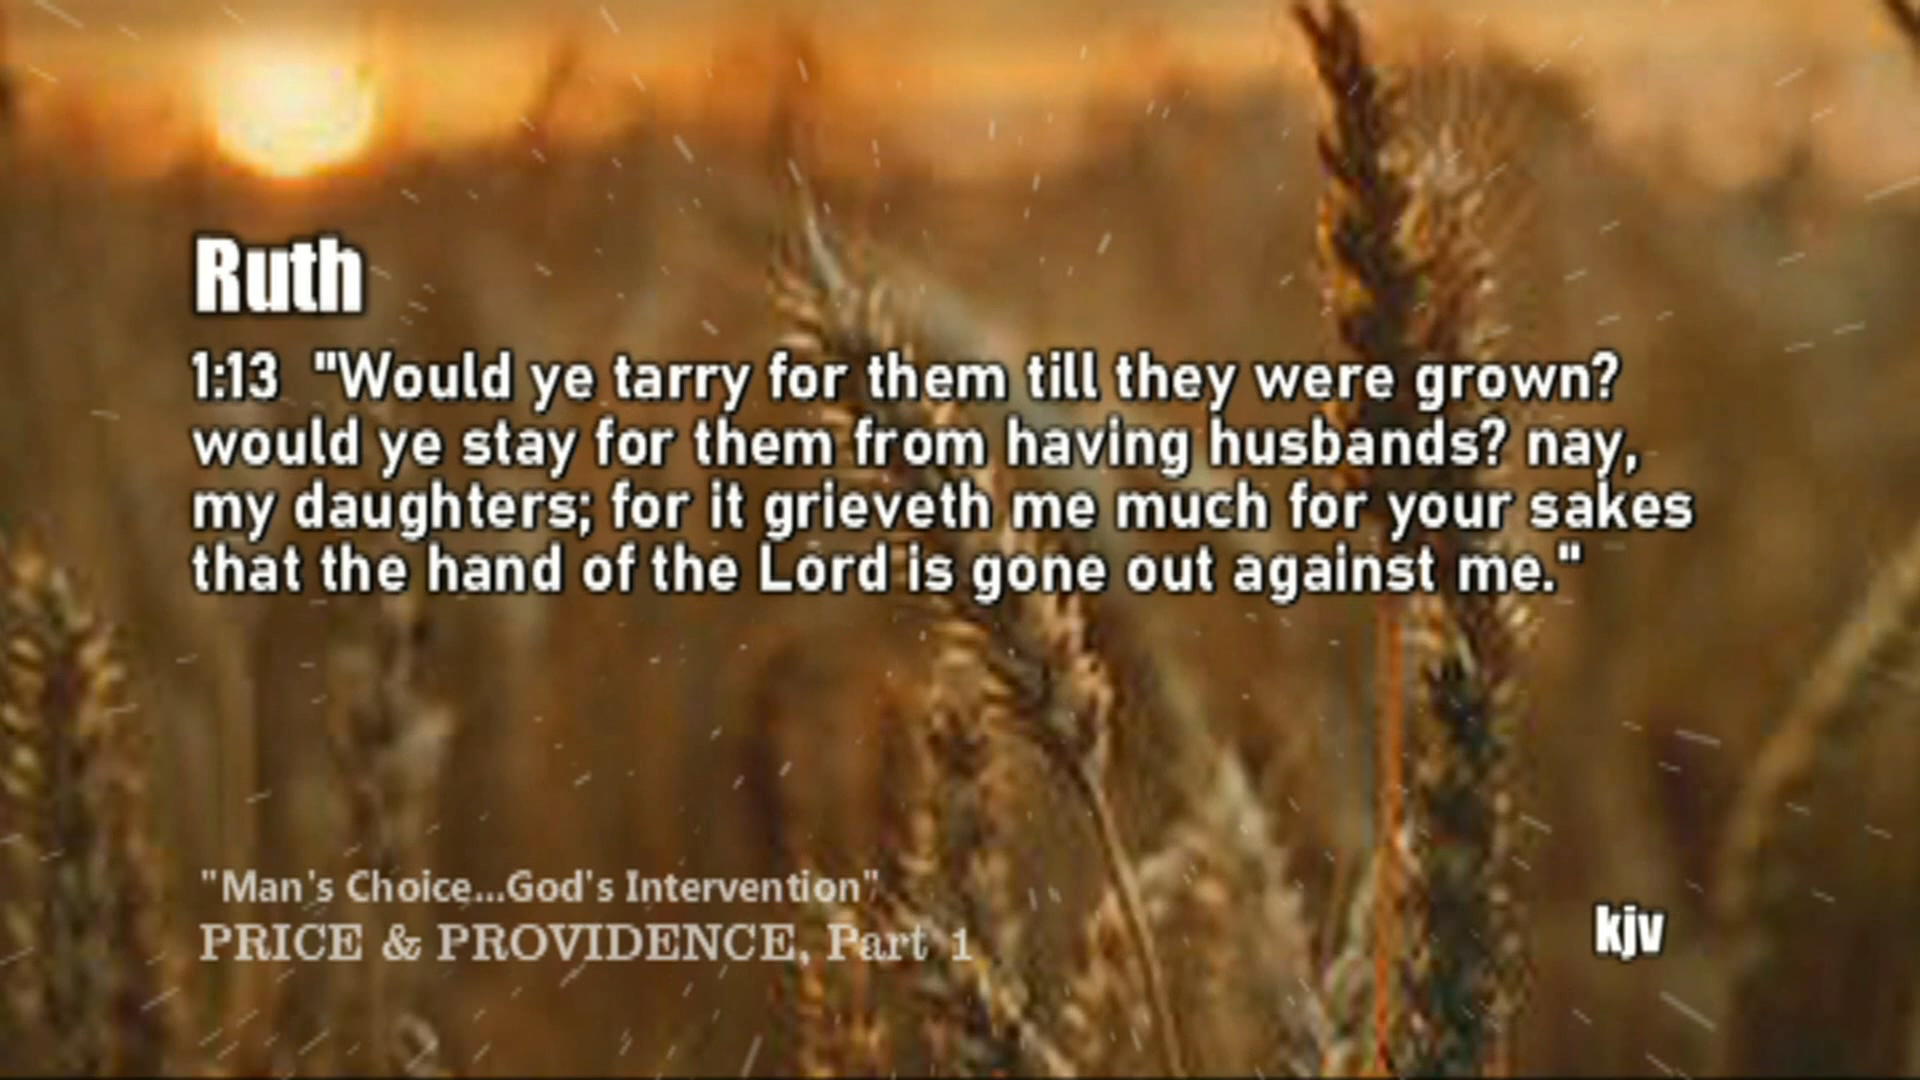 Ruth
1:13 "Would ye tarry for them till they were grown?
would ye stay for them from having husbands? nay,
my daughters; for it grieveth me much for your sakes
that the hand of the Lord is gone out against me."
"Man's Choice...God's Intervention"
PRICE & PROVIDENCE, Part 1
kjv